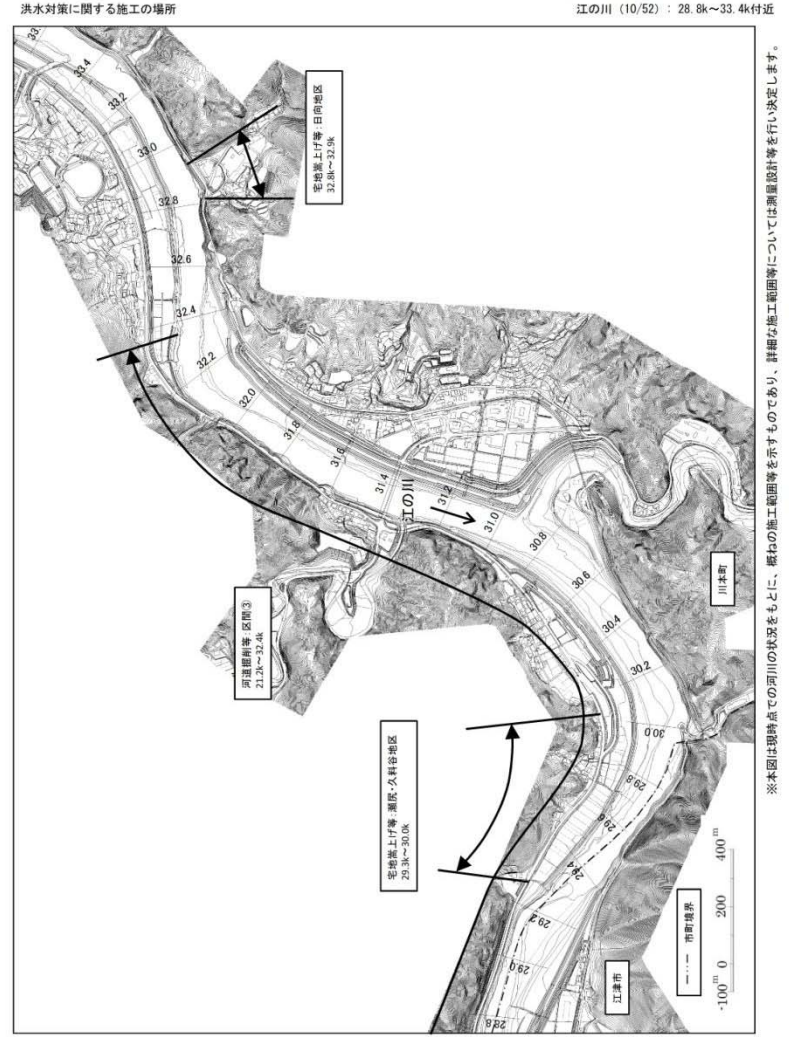 洪水対策に関する施工の場所
江の川（10/52）：28.8k～33.4k付近
33.
33.4
33.2
33.0
32.8
32.6
32.4
32.2
32.0
31.8
31.6
31.4
江の川
31.2
31.0
30.8
30.6
30.4
30.2
30.0
29.8
29.6
29.4
29.2
29.0
28.8
宅地嵩上げ等：日向地区
32.8k～32.9k
河道掘削等：区間③
21.2k～32.4k
宅地嵩上げ等：瀬尻・久料谷地区
29.3k～30.0k
川本町
江津市
市町境界
-100m 0 200 400m
※本図は現時点での河川の状況をもとに、概ねの施工範囲等を示すものであり、詳細な施工範囲等については測量設計等を行い決定します。